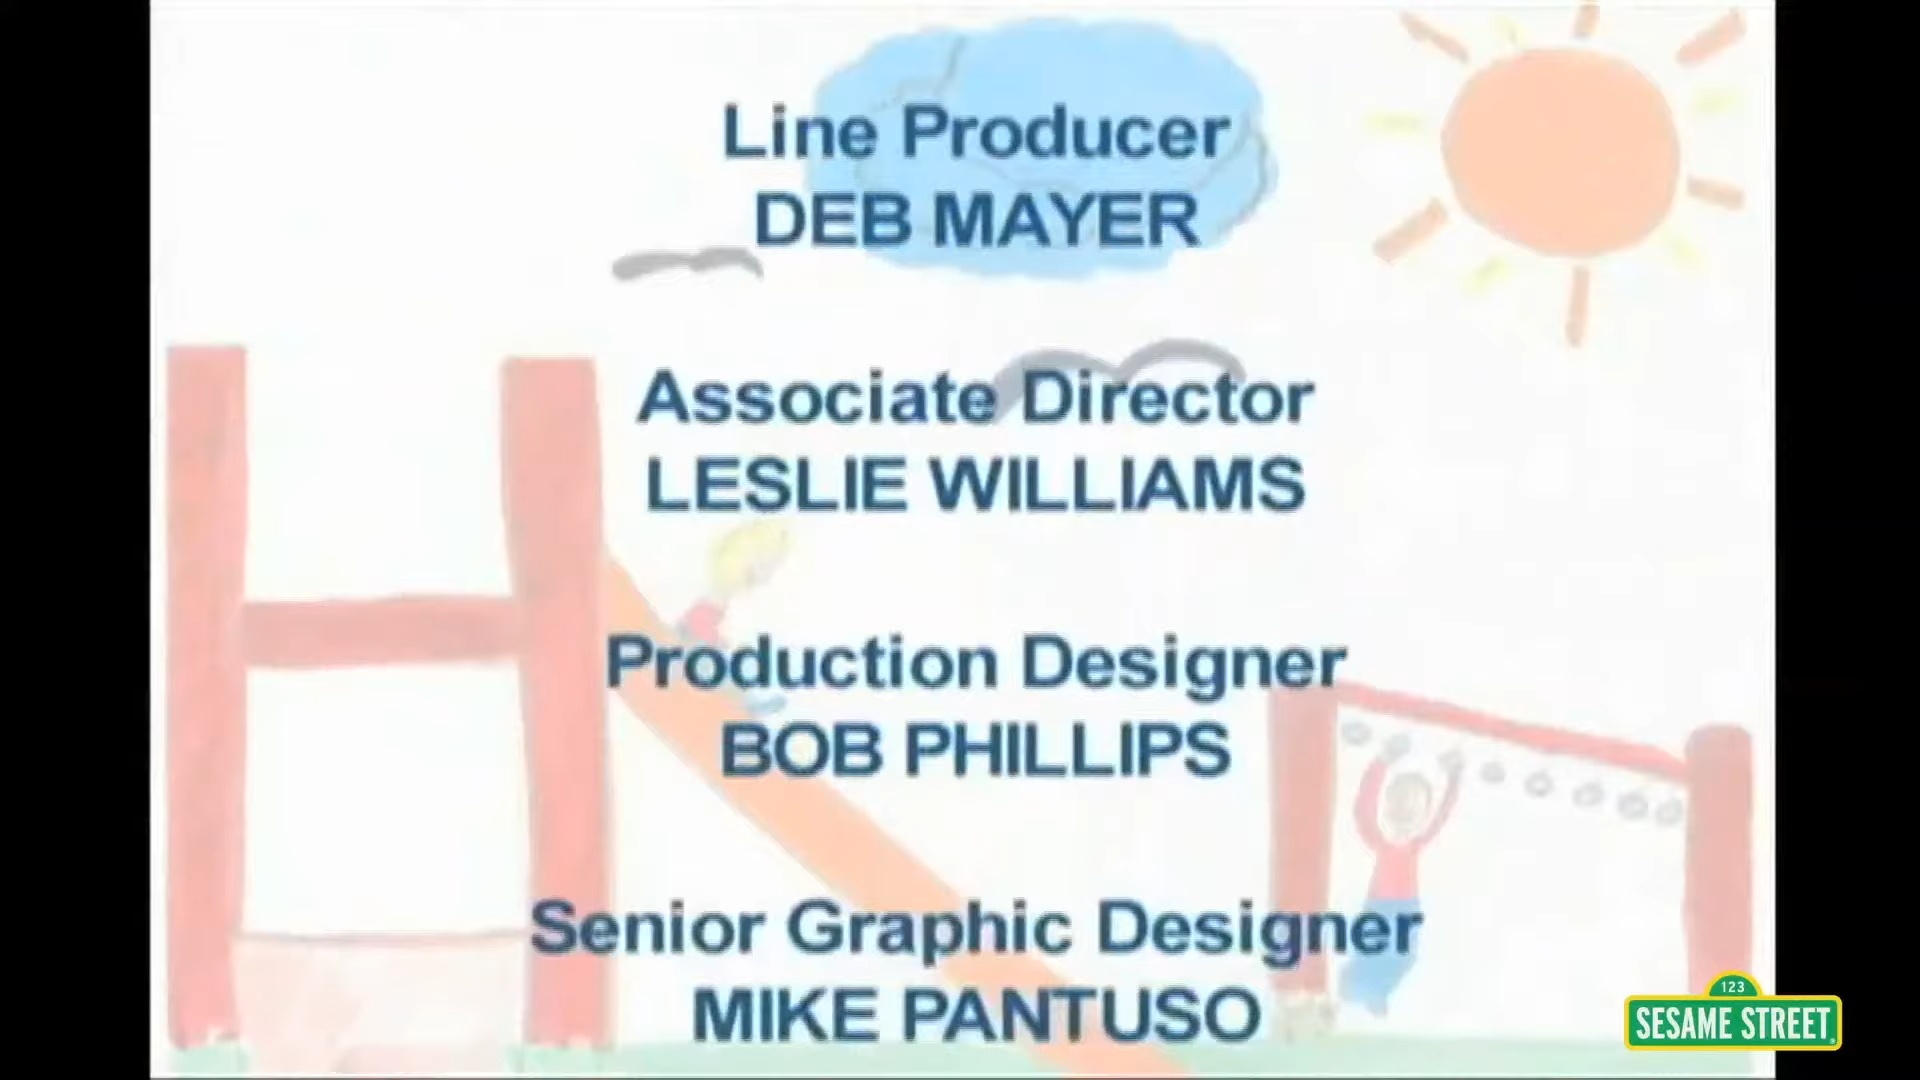 Line Producer
DEB MAYER
Associate Director
LESLIE WILLIAMS
Production Designer
BOB PHILLIPS
Senior Graphic Designer
MIKE PANTUSO
123
SESAME STREET